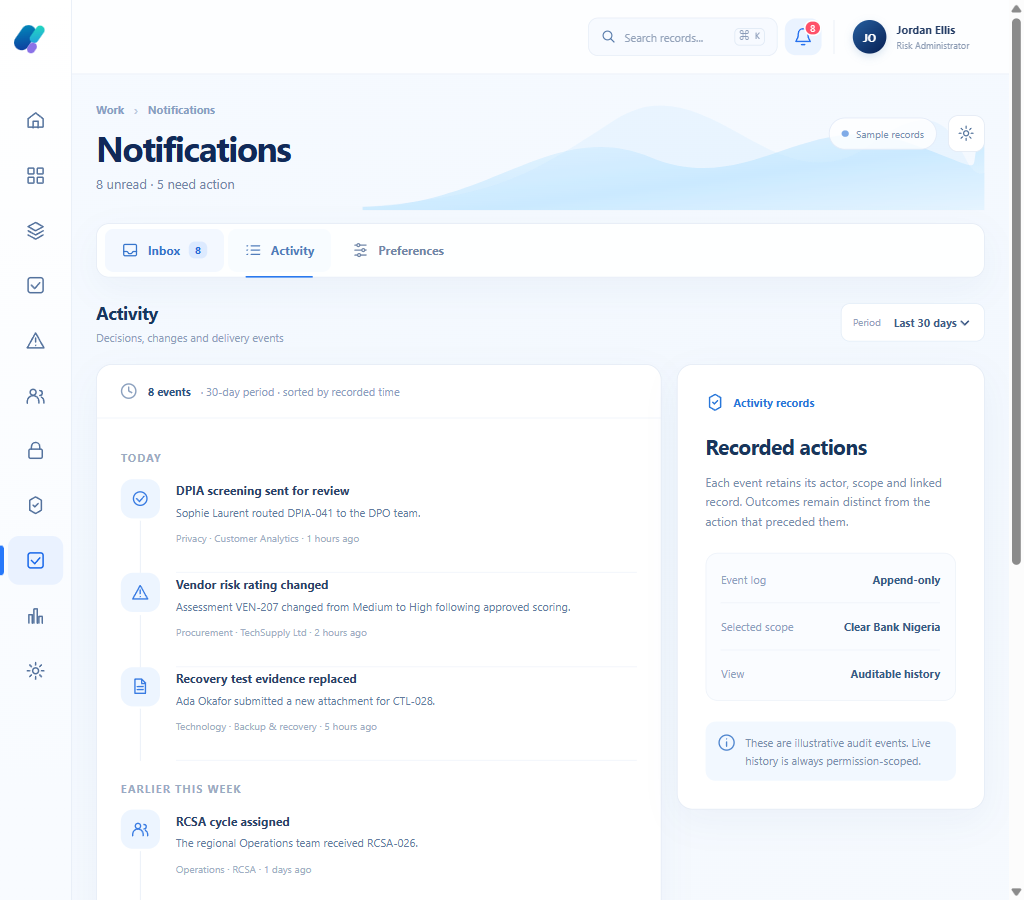 Search records...
⌘ K
8
JO
Jordan Ellis
Risk Administrator
Work › Notifications
Notifications
8 unread · 5 need action
Sample records
Inbox 8
Activity
Preferences
Activity
Decisions, changes and delivery events
Period Last 30 days
8 events · 30-day period · sorted by recorded time
TODAY
DPIA screening sent for review
Sophie Laurent routed DPIA-041 to the DPO team.
Privacy · Customer Analytics · 1 hours ago
Vendor risk rating changed
Assessment VEN-207 changed from Medium to High following approved scoring.
Procurement · TechSupply Ltd · 2 hours ago
Recovery test evidence replaced
Ada Okafor submitted a new attachment for CTL-028.
Technology · Backup & recovery · 5 hours ago
EARLIER THIS WEEK
RCSA cycle assigned
The regional Operations team received RCSA-026.
Operations · RCSA · 1 days ago
Activity records
Recorded actions
Each event retains its actor, scope and linked
record. Outcomes remain distinct from the
action that preceded them.
Event log Append-only
Selected scope Clear Bank Nigeria
View Auditable history
These are illustrative audit events. Live
history is always permission-scoped.